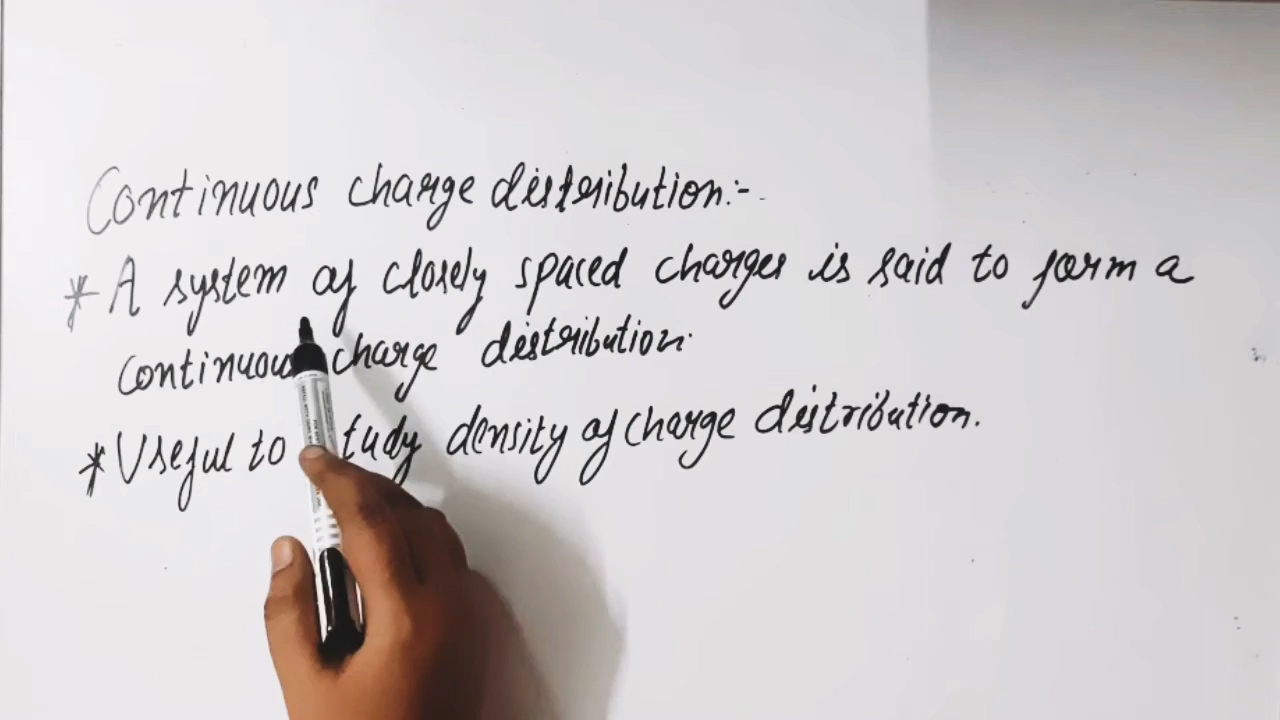 Continuous charge distribution:-
* A system of closely spaced charges is said to form a
continuous charge distribution.
* Useful to study density of charge distribution.